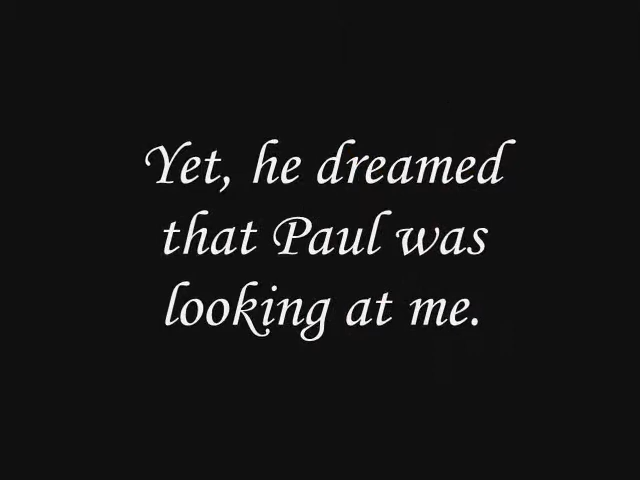 Yet, he dreamed
that Paul was
looking at me.